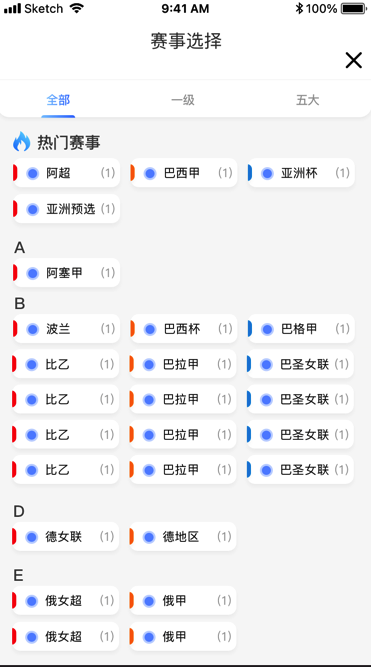 Sketch 9:41 AM 100%
赛事选择
全部 一级 五大
热门赛事
阿超 (1) 巴西甲 (1) 亚洲杯 (1)
亚洲预选 (1)
A
阿塞甲 (1)
B
波兰 (1) 巴西杯 (1) 巴格甲 (1)
比乙 (1) 巴拉甲 (1) 巴圣女联 (1)
比乙 (1) 巴拉甲 (1) 巴圣女联 (1)
比乙 (1) 巴拉甲 (1) 巴圣女联 (1)
比乙 (1) 巴拉甲 (1) 巴圣女联 (1)
D
德女联 (1) 德地区 (1)
E
俄女超 (1) 俄甲 (1)
俄女超 (1) 俄甲 (1)